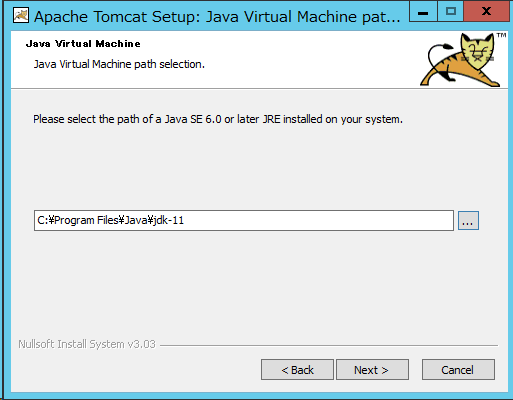 Apache Tomcat Setup: Java Virtual Machine pat...
Java Virtual Machine
Java Virtual Machine path selection.
TM
Please select the path of a Java SE 6.0 or later JRE installed on your system.
C:¥Program Files¥Java¥jdk-11
...
Nullsoft Install System v3.03
< Back
Next >
Cancel